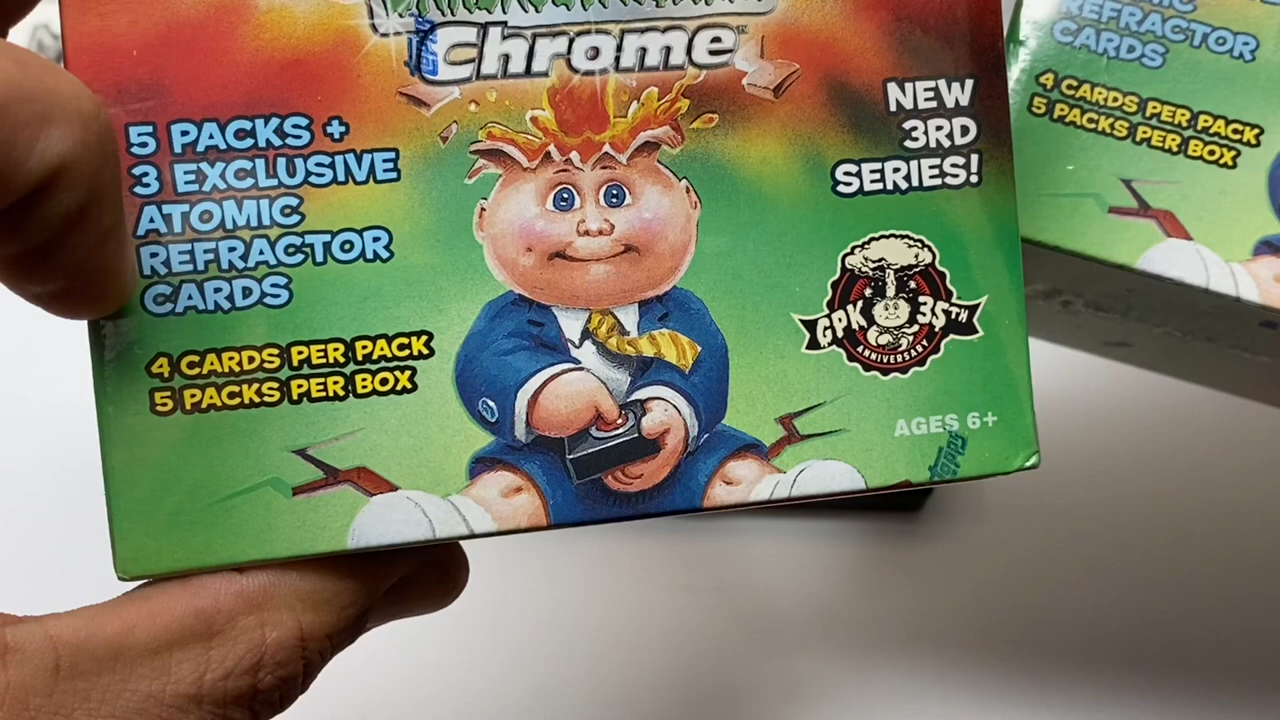 Chrome
5 PACKS +
3 EXCLUSIVE
ATOMIC
REFRACTOR
CARDS
4 CARDS PER PACK
5 PACKS PER BOX
NEW
3RD
SERIES!
GPK 35TH
ANNIVERSARY
AGES 6+
REFRACTOR
CARDS
4 CARDS PER PACK
5 PACKS PER BOX